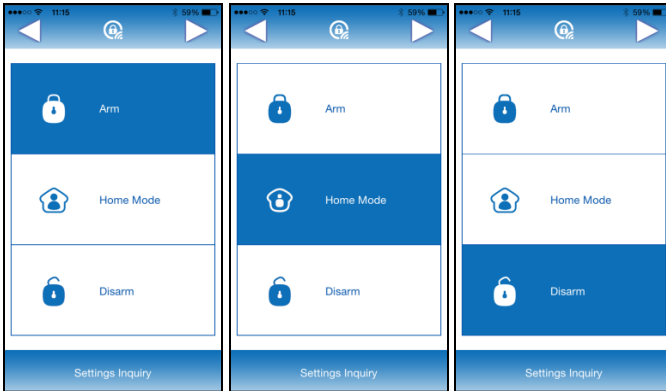 11:15 59%
Arm
Home Mode
Disarm
Settings Inquiry
11:15 59%
Arm
Home Mode
Disarm
Settings Inquiry
11:15 59%
Arm
Home Mode
Disarm
Settings Inquiry